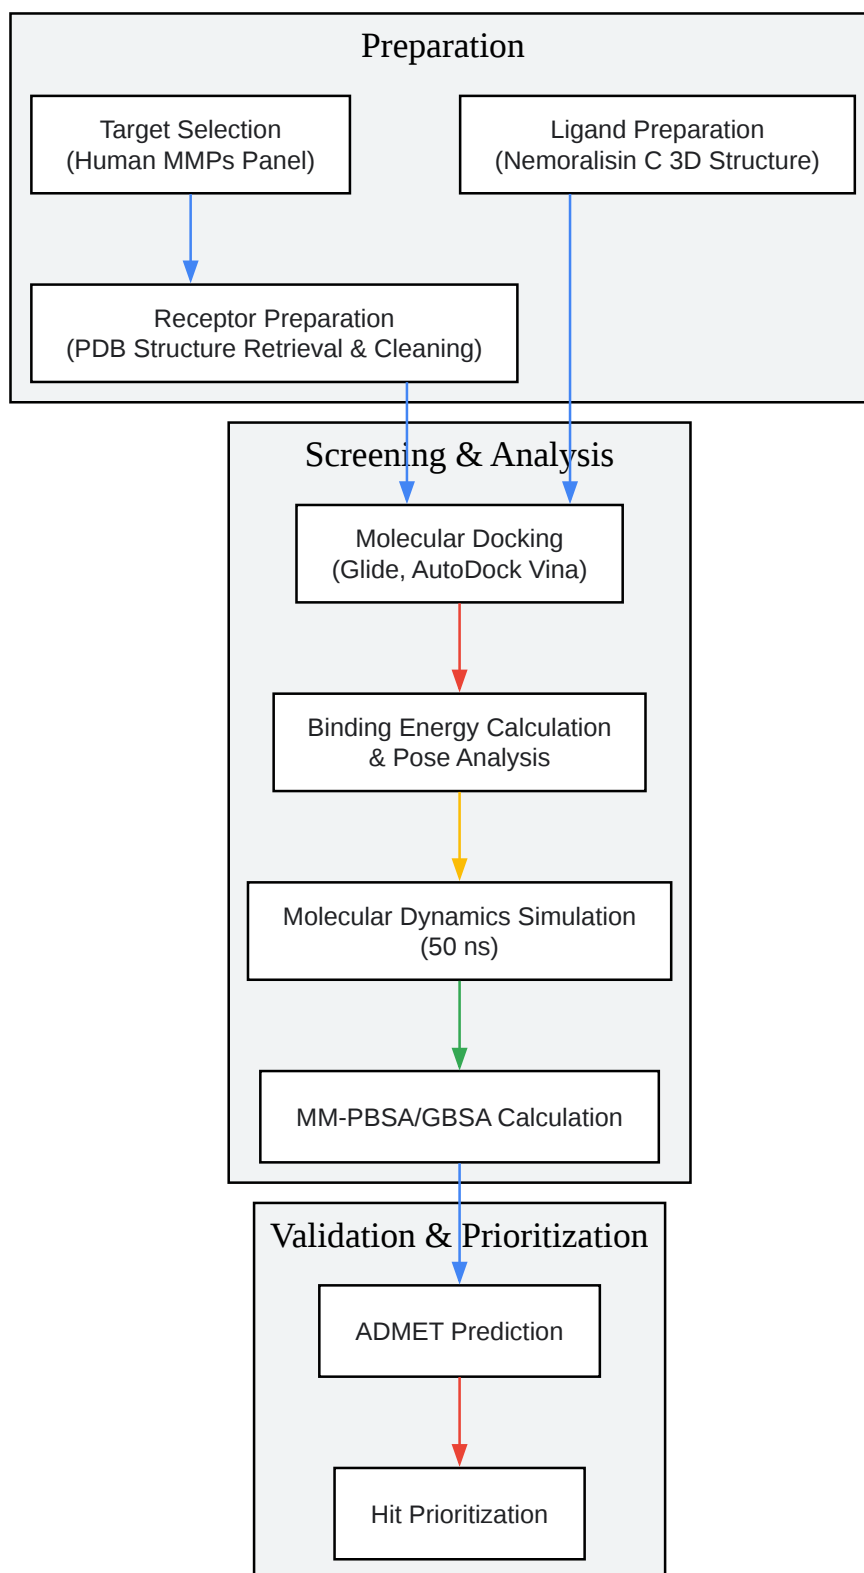 Preparation
Target Selection
(Human MMPs Panel)
Ligand Preparation
(Nemoralisin C 3D Structure)
Receptor Preparation
(PDB Structure Retrieval & Cleaning)
Screening & Analysis
Molecular Docking
(Glide, AutoDock Vina)
Binding Energy Calculation
& Pose Analysis
Molecular Dynamics Simulation
(50 ns)
MM-PBSA/GBSA Calculation
Validation & Prioritization
ADMET Prediction
Hit Prioritization